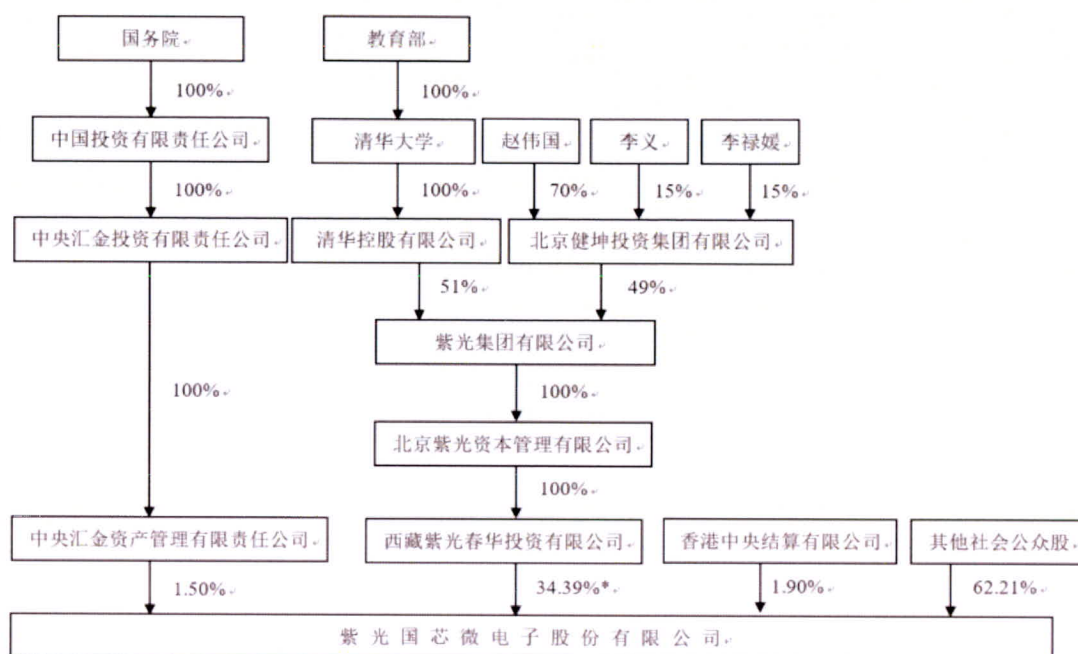 国务院
教育部
100%
100%
中国投资有限责任公司
清华大学
赵伟国
李义
李禄媛
100%
100%
70%
15%
15%
中央汇金投资有限责任公司
清华控股有限公司
北京健坤投资集团有限公司
51%
49%
紫光集团有限公司
100%
100%
北京紫光资本管理有限公司
100%
中央汇金资产管理有限责任公司
西藏紫光春华投资有限公司
香港中央结算有限公司
其他社会公众股
1.50%
34.39%*
1.90%
62.21%
紫光国芯微电子股份有限公司